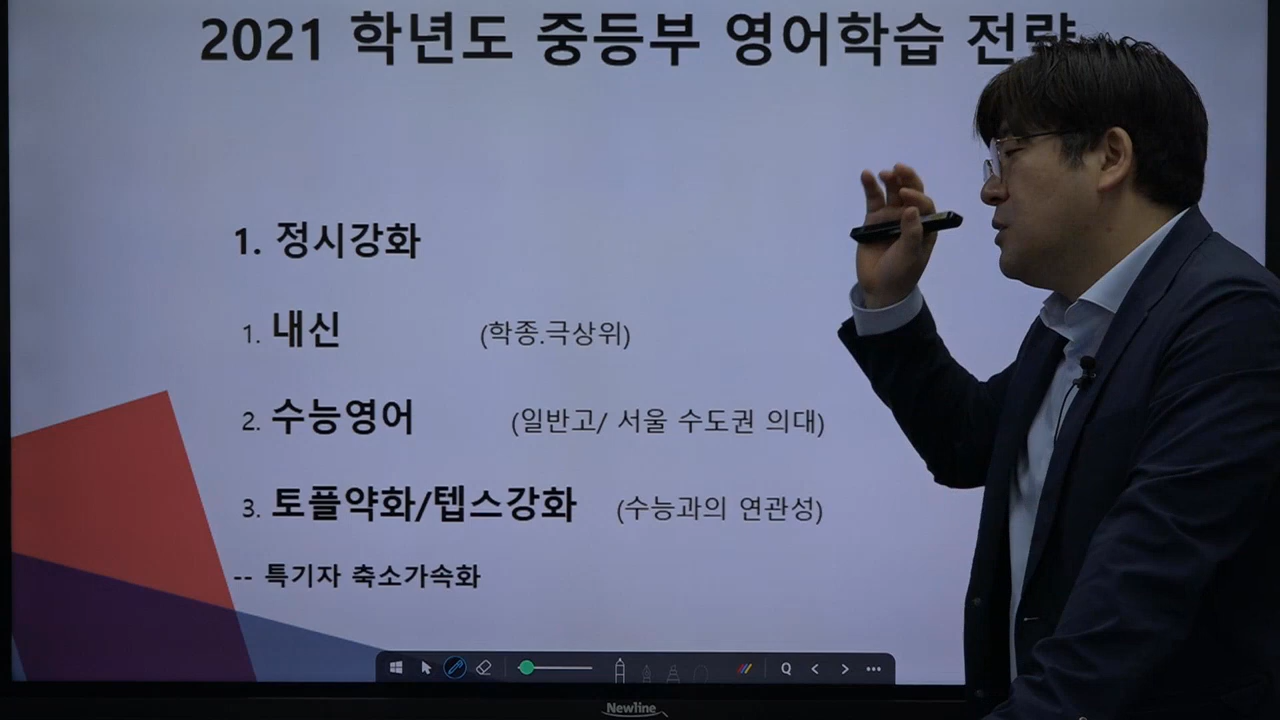 2021 학년도 중등부 영어학습 전략
1. 정시강화
1. 내신 (학종.극상위)
2. 수능영어 (일반고/ 서울 수도권 의대)
3. 토플약화/텝스강화 (수능과의 연관성)
-- 특기자 축소가속화
Newline